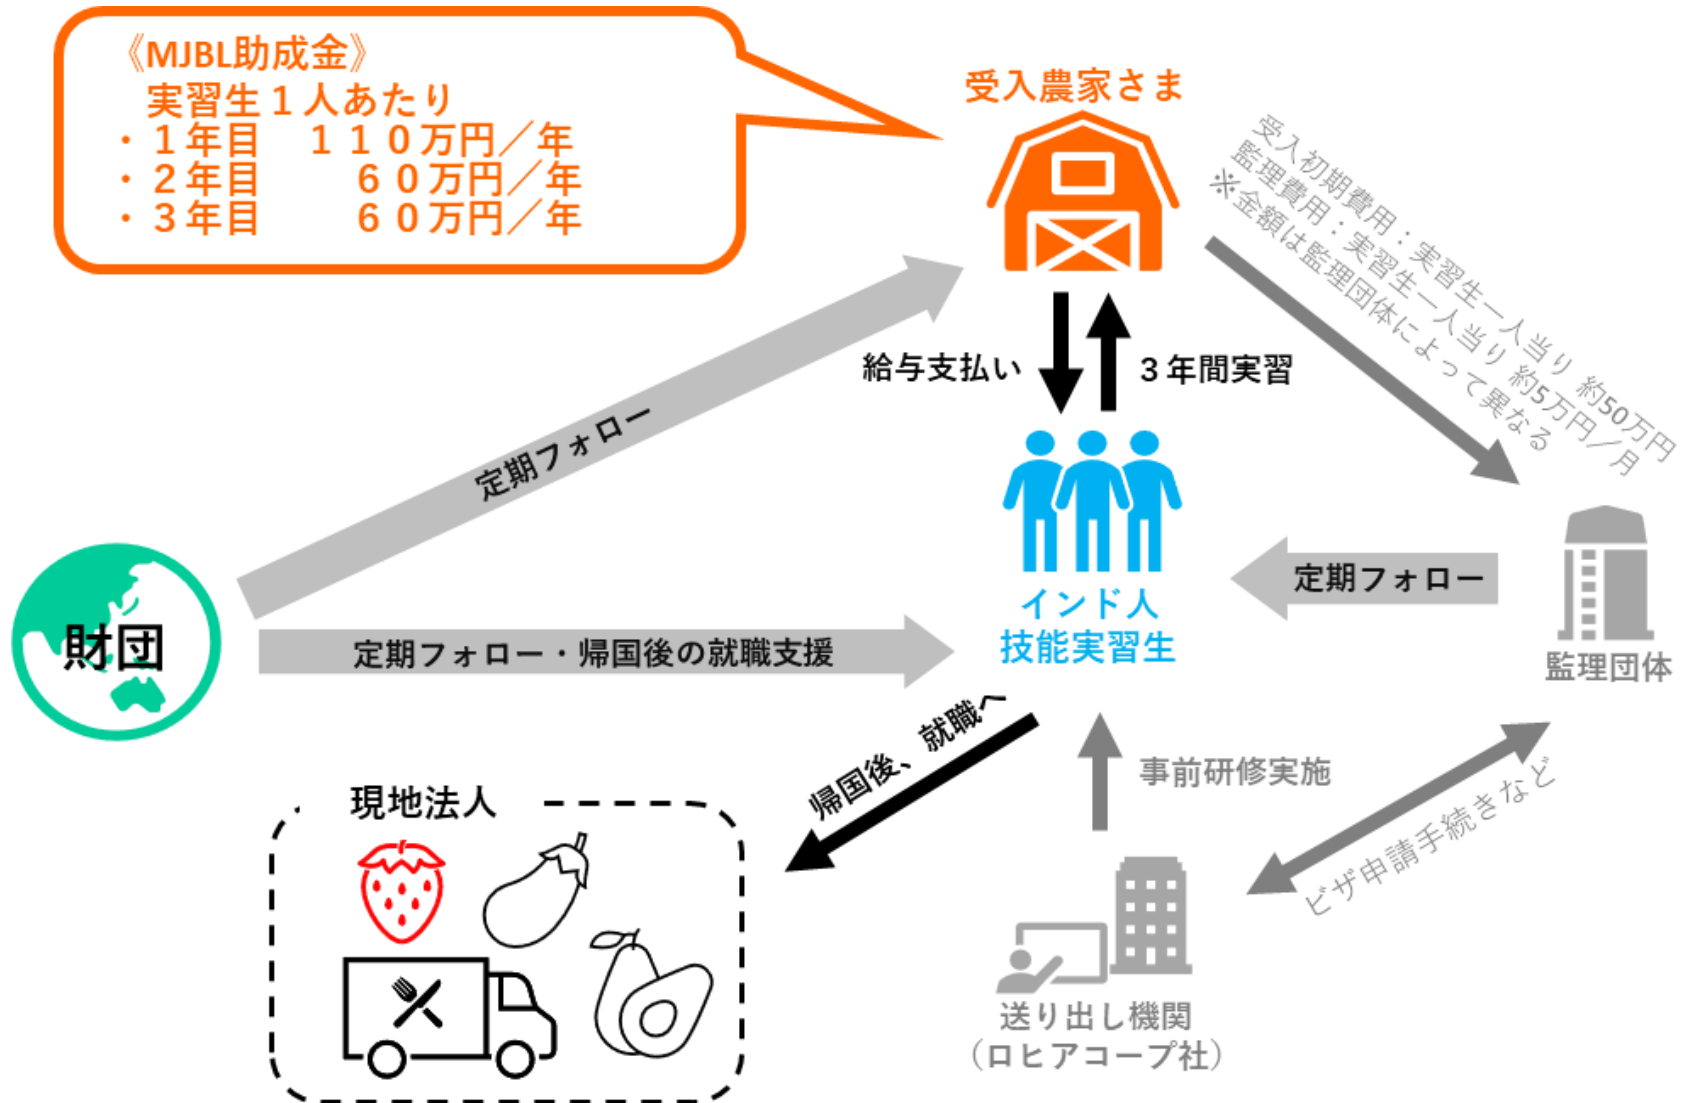 《MJBL助成金》
実習生１人あたり
・１年目　１１０万円／年
・２年目　６０万円／年
・３年目　６０万円／年
受入農家さま
受入初期費用：実習生一人当り 約50万円
監理費用：実習生一人当り 約5万円／月
※金額は監理団体によって異なる
給与支払い
３年間実習
定期フォロー
インド人
技能実習生
定期フォロー
監理団体
財団
定期フォロー・帰国後の就職支援
帰国後、就職へ
事前研修実施
ビザ申請手続きなど
現地法人
送り出し機関
（ロヒアコープ社）